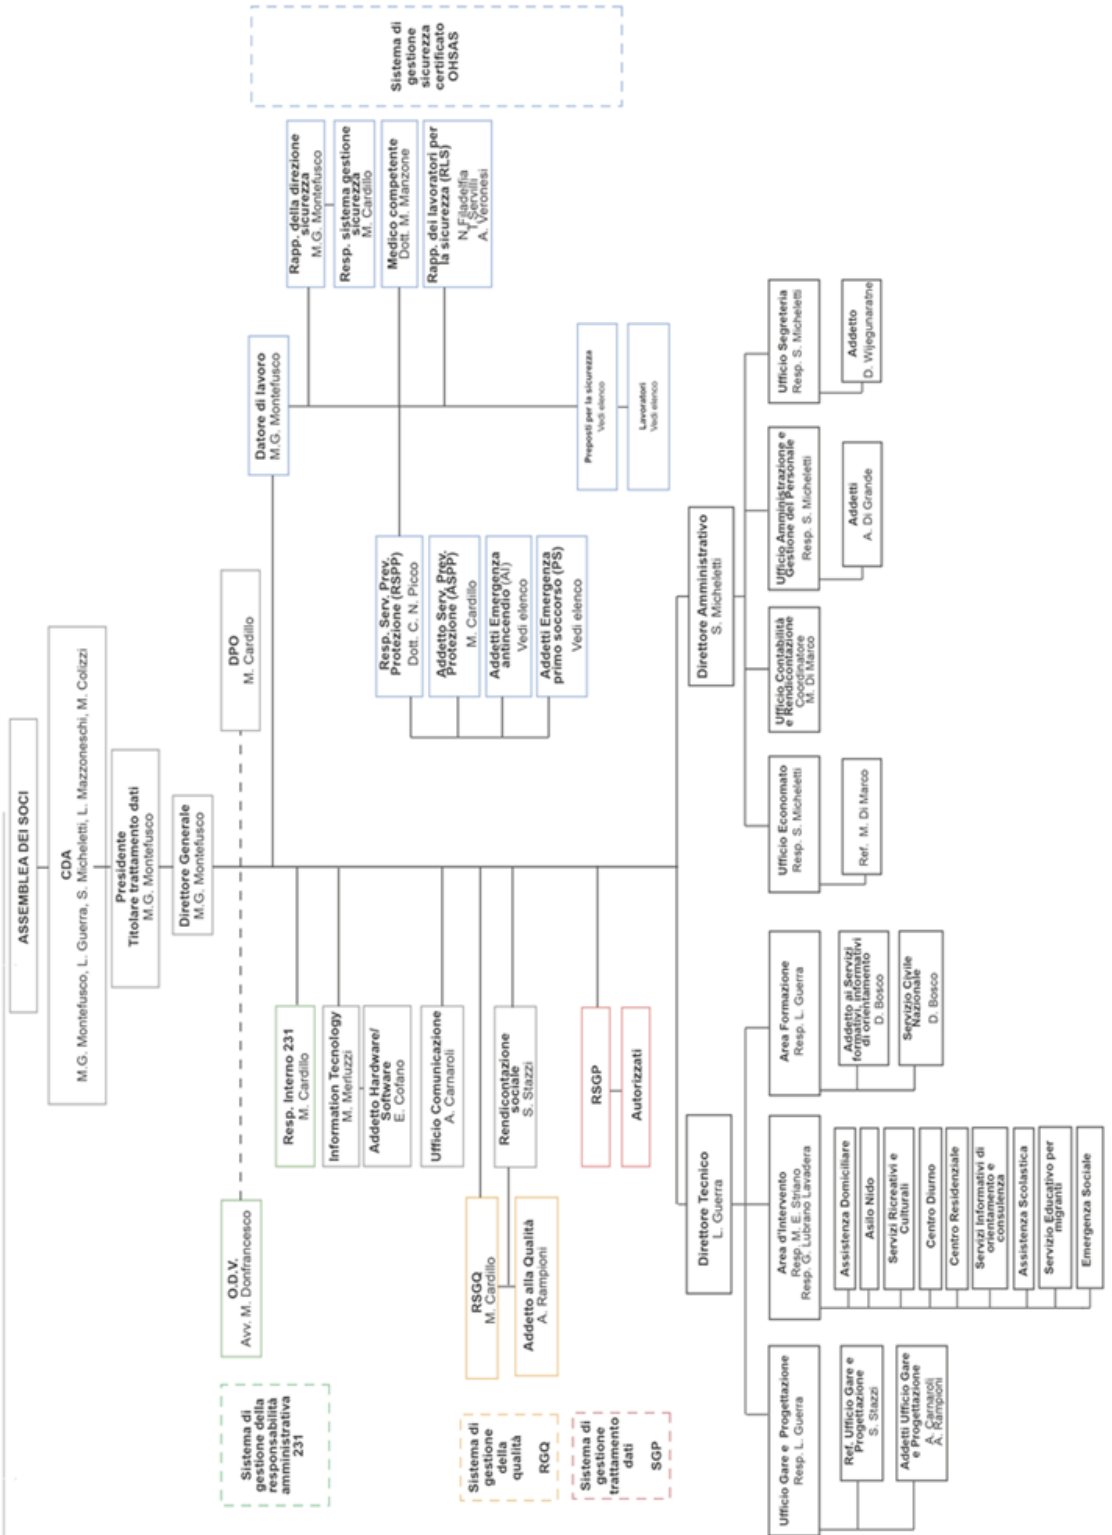 ASSEMBLEA DEI SOCI
CDA
M.G. Montefusco, L. Guerra, S. Micheletti, L. Mazzoneschi, M. Colizzi
Presidente
Titolare trattamento dati
M.G. Montefusco
Direttore Generale
M.G. Montefusco
O.D.V.
Avv. M. Donfrancesco
DPO
M. Cardillo
Datore di lavoro
M.G. Montefusco
Sistema di
gestione della
responsabilità
amministrativa
231
Resp. Interno 231
M. Cardillo
Information Tecnology
M. Merluzzi
Addetto Hardware/
Software
E. Cofano
Ufficio Comunicazione
A. Carnaroli
Rendicontazione
sociale
S. Stazzi
Sistema di
gestione
della
qualità
RGQ
RSGQ
M. Cardillo
Addetto alla Qualità
A. Rampioni
Sistema di
gestione
trattamento
dati
SGP
RSGP
Autorizzati
Rapp. della direzione
sicurezza
M.G. Montefusco
Resp. sistema gestione
sicurezza
M. Cardillo
Medico competente
Dott. M. Manzone
Rapp. dei lavoratori per
la sicurezza (RLS)
N. Filadelfia
T. Servilli
A. Veronesi
Sistema di
gestione
sicurezza
certificato
OHSAS
Resp. Serv. Prev.
Protezione (RSPP)
Dott. C. N. Picco
Addetto Serv. Prev.
Protezione (ASPP)
M. Cardillo
Addetti Emergenza
antincendio (AI)
Vedi elenco
Addetti Emergenza
primo soccorso (PS)
Vedi elenco
Preposti per la sicurezza
Vedi elenco
Lavoratori
Vedi elenco
Direttore Tecnico
L. Guerra
Ufficio Gare e Progettazione
Resp. L. Guerra
Ref. Ufficio Gare e
Progettazione
S. Stazzi
Addetti Ufficio Gare
e Progettazione
A. Carnaroli
A. Rampioni
Area d'Intervento
Resp. M. E. Striano
Resp. G. Lubrano Lavadera
Assistenza Domiciliare
Asilo Nido
Servizi Ricreativi e
Culturali
Centro Diurno
Centro Residenziale
Servizi Informativi di
orientamento e
consulenza
Assistenza Scolastica
Servizio Educativo per
migranti
Emergenza Sociale
Area Formazione
Resp. L. Guerra
Addetto ai Servizi
formativi, informativi
di orientamento
D. Bosco
Servizio Civile
Nazionale
D. Bosco
Direttore Amministrativo
S. Micheletti
Ufficio Economato
Resp. S. Micheletti
Ref. M. Di Marco
Ufficio Contabilità
e Rendicontazione
Coordinatore
M. Di Marco
Ufficio Amministrazione e
Gestione del Personale
Resp. S. Micheletti
Addetti
A. Di Grande
Ufficio Segreteria
Resp. S. Micheletti
Addetto
D. Wijegunaratne